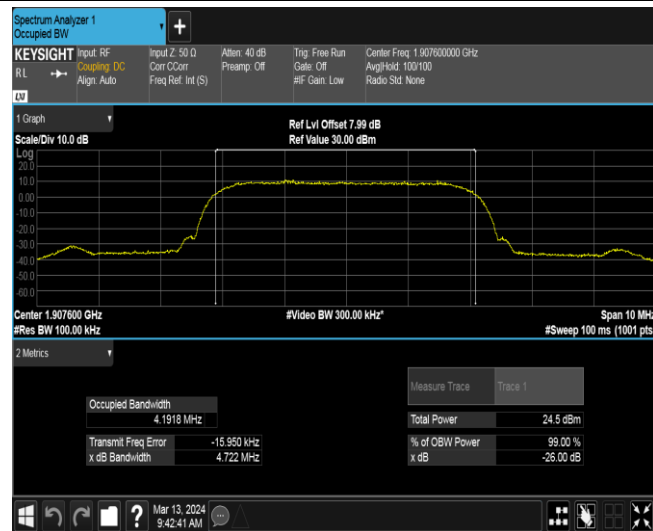 Spectrum Analyzer 1
Occupied BW
KEYSIGHT
RL
LXI
Input: RF
Coupling: DC
Align: Auto
Input Z: 50 Ω
Corr CCorr
Freq Ref: Int (S)
Atten: 40 dB
Preamp: Off
Trig: Free Run
Gate: Off
#IF Gain: Low
Center Freq: 1.907600000 GHz
Avg|Hold: 100/100
Radio Std: None
1 Graph
Scale/Div 10.0 dB
Ref Lvl Offset 7.99 dB
Ref Value 30.00 dBm
Log
20.0
10.0
0.00
-10.0
-20.0
-30.0
-40.0
-50.0
-60.0
Center 1.907600 GHz
#Res BW 100.00 kHz
#Video BW 300.00 kHz*
Span 10 MHz
#Sweep 100 ms (1001 pts
2 Metrics
Measure Trace Trace 1
Occupied Bandwidth
4.1918 MHz
Total Power 24.5 dBm
Transmit Freq Error -15.950 kHz
% of OBW Power 99.00 %
x dB Bandwidth 4.722 MHz
x dB -26.00 dB
Mar 13, 2024
9:42:41 AM